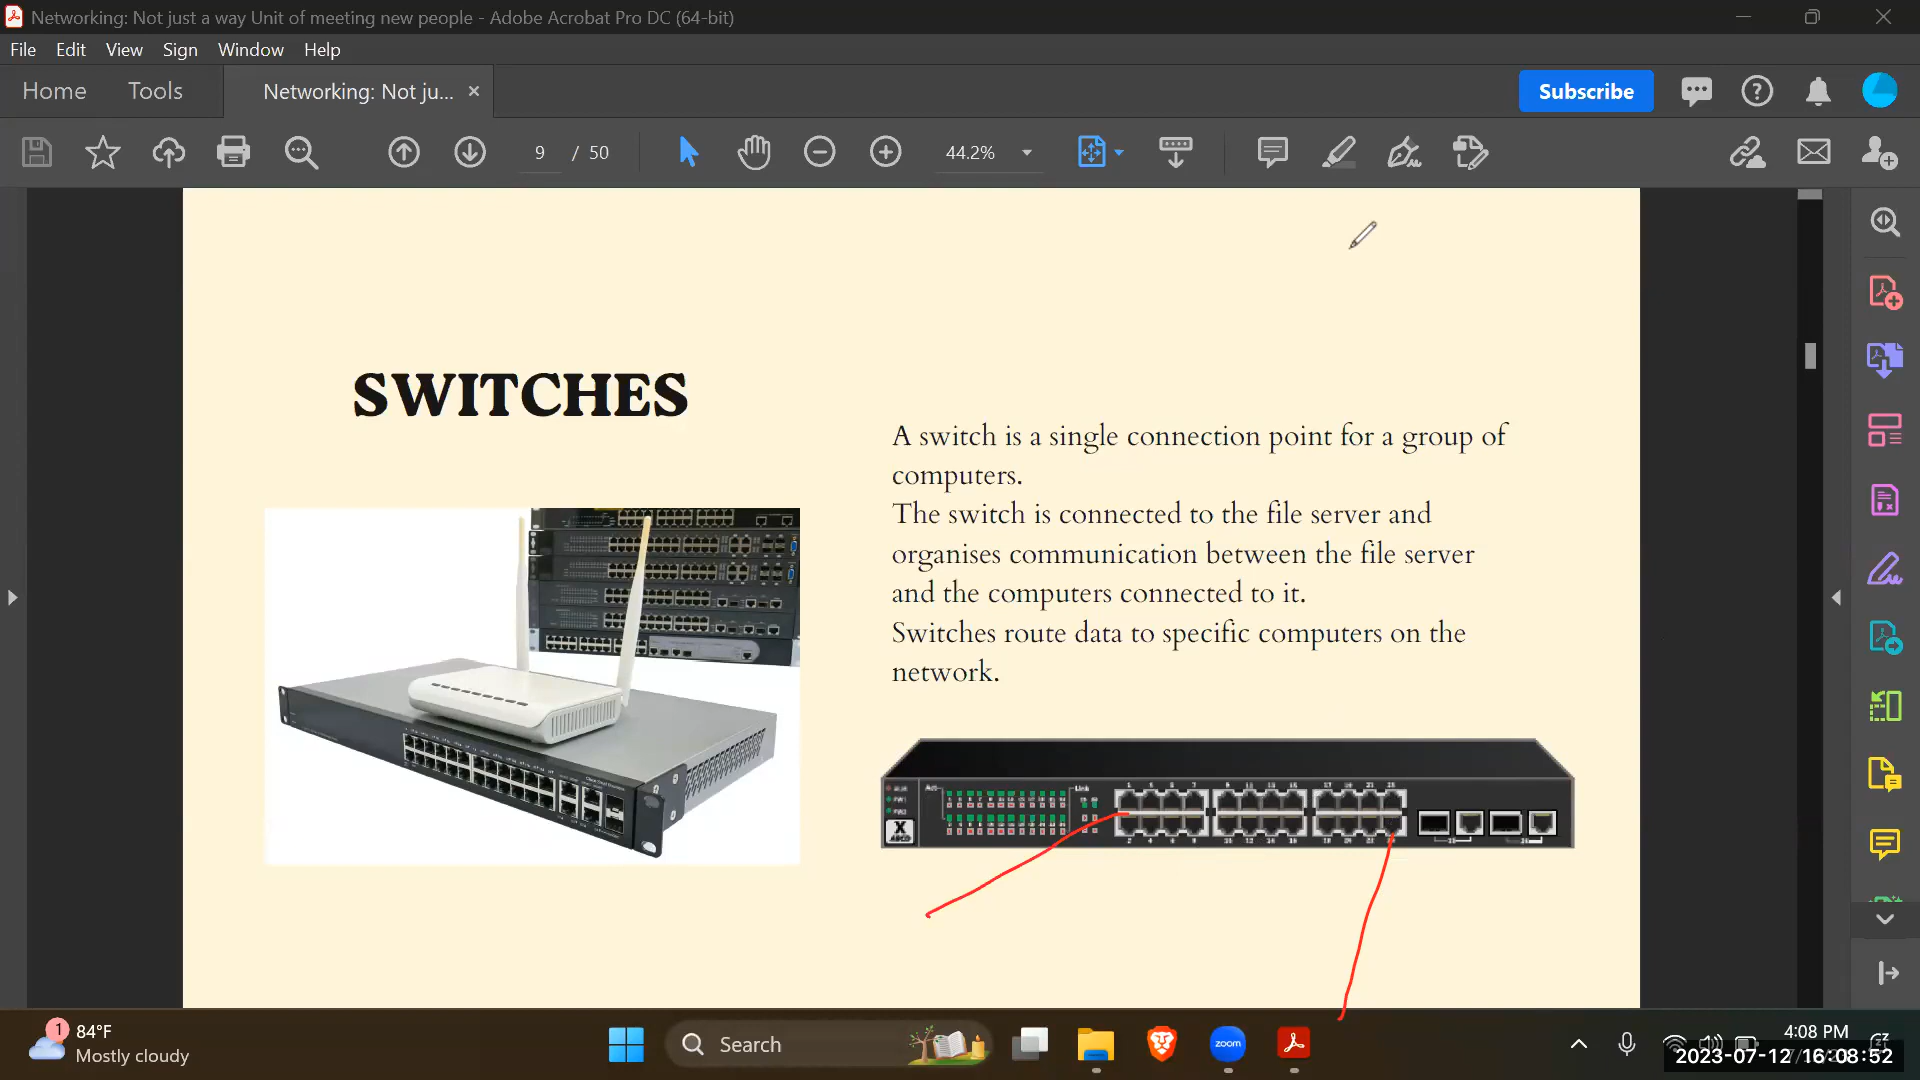 Networking: Not just a way Unit of meeting new people - Adobe Acrobat Pro DC (64-bit)
File Edit View Sign Window Help
Home Tools Networking: Not ju... ×
Subscribe
9 / 50
44.2%
SWITCHES
A switch is a single connection point for a group of
computers.
The switch is connected to the file server and
organises communication between the file server
and the computers connected to it.
Switches route data to specific computers on the
network.
X
ABCD
1
84°F
Mostly cloudy
Search
zoom
4:08 PM
2023-07-12 16:08:52